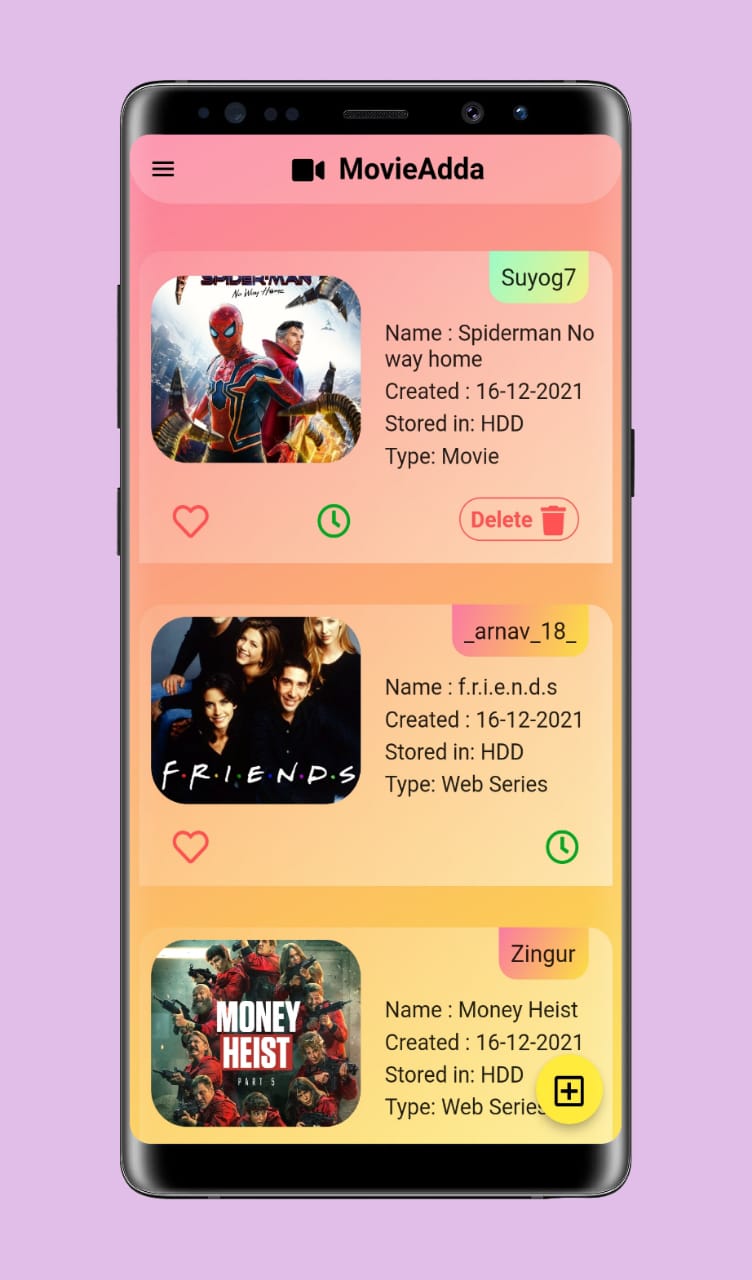 MovieAdda
Suyog7
SPIDER-MAN
No Way Home
Name : Spiderman No
way home
Created : 16-12-2021
Stored in: HDD
Type: Movie
Delete
_arnav_18_
F·R·I·E·N·D·S
Name : f.r.i.e.n.d.s
Created : 16-12-2021
Stored in: HDD
Type: Web Series
Zingur
MONEY
HEIST
PART 5
Name : Money Heist
Created : 16-12-2021
Stored in: HDD
Type: Web Series